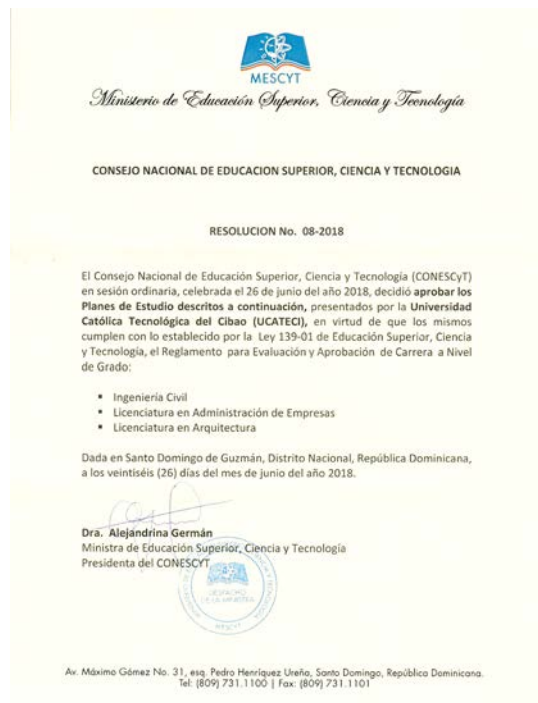 MESCYT
Ministerio de Educación Superior, Ciencia y Tecnología
CONSEJO NACIONAL DE EDUCACION SUPERIOR, CIENCIA Y TECNOLOGIA
RESOLUCION No. 08-2018
El Consejo Nacional de Educación Superior, Ciencia y Tecnología (CONESCyT)
en sesión ordinaria, celebrada el 26 de junio del año 2018, decidió aprobar los
Planes de Estudio descritos a continuación, presentados por la Universidad
Católica Tecnológica del Cibao (UCATECI), en virtud de que los mismos
cumplen con lo establecido por la Ley 139-01 de Educación Superior, Ciencia
y Tecnología, el Reglamento para Evaluación y Aprobación de Carrera a Nivel
de Grado:
▪ Ingeniería Civil
▪ Licenciatura en Administración de Empresas
▪ Licenciatura en Arquitectura
Dada en Santo Domingo de Guzmán, Distrito Nacional, República Dominicana,
a los veintiséis (26) días del mes de junio del año 2018.
Dra. Alejandrina Germán
Ministra de Educación Superior, Ciencia y Tecnología
Presidenta del CONESCYT
DESPACHO
DE LA MINISTRA
MESCYT
Av. Máximo Gómez No. 31, esq. Pedro Henríquez Ureña, Santo Domingo, República Dominicana.
Tel: (809) 731.1100 | Fax: (809) 731.1101